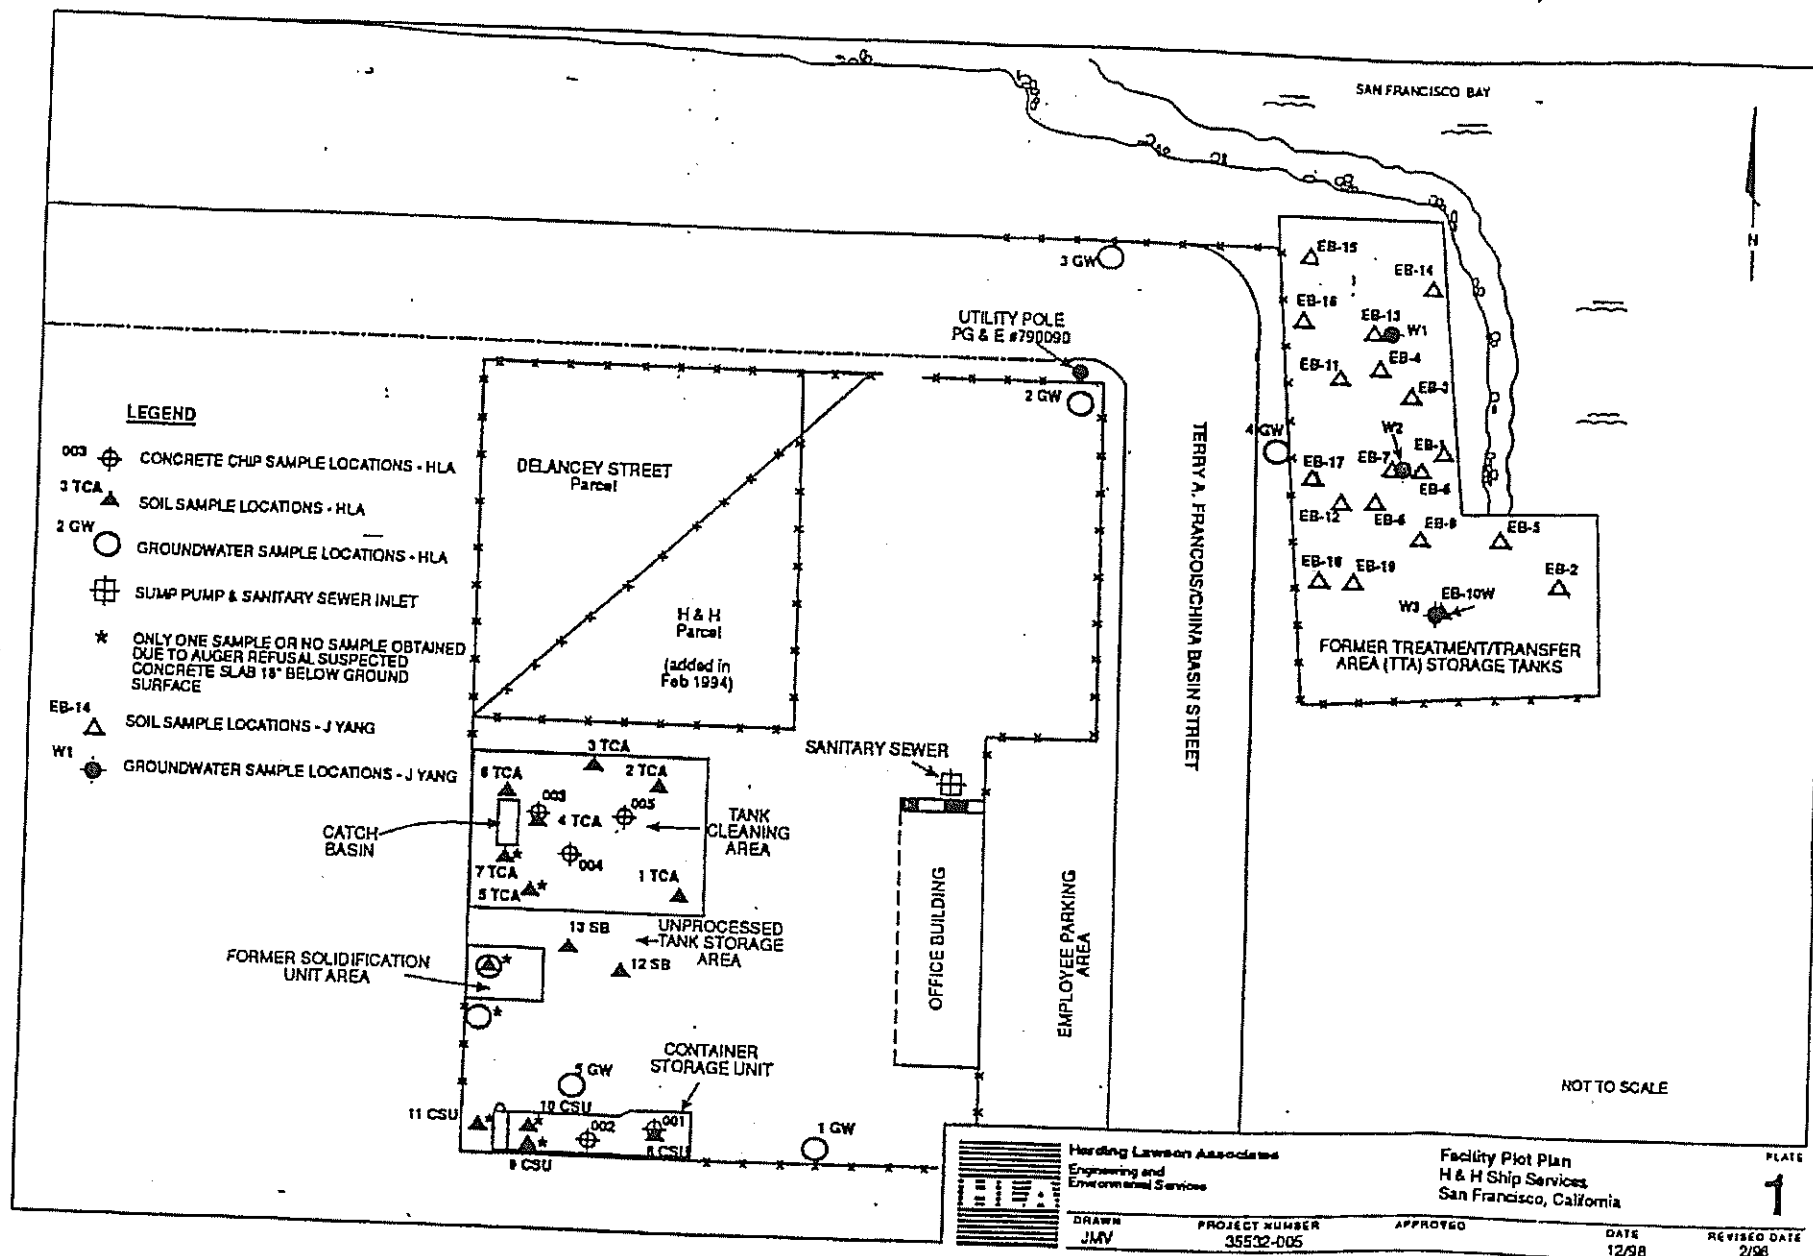 SAN FRANCISCO BAY
N
EB-15
EB-14
3 GW
EB-16
EB-13
W1
UTILITY POLE
PG & E #790090
EB-11
EB-4
EB-3
2 GW
LEGEND
003
CONCRETE CHIP SAMPLE LOCATIONS - HLA
3 TCA
SOIL SAMPLE LOCATIONS - HLA
2 GW
GROUNDWATER SAMPLE LOCATIONS - HLA
SUMP PUMP & SANITARY SEWER INLET
* ONLY ONE SAMPLE OR NO SAMPLE OBTAINED
DUE TO AUGER REFUSAL SUSPECTED
CONCRETE SLAB 18" BELOW GROUND
SURFACE
EB-14
SOIL SAMPLE LOCATIONS - J YANG
W1
GROUNDWATER SAMPLE LOCATIONS - J YANG
DELANCEY STREET
Parcel
H & H
Parcel
(added in
Feb 1994)
TERRY A. FRANCOIS/CHINA BASIN STREET
4 GW
W2
EB-1
EB-17
EB-7
EB-6
EB-12
EB-6
EB-8
EB-5
EB-18
EB-19
EB-2
W3
EB-10W
FORMER TREATMENT/TRANSFER
AREA (TTA) STORAGE TANKS
3 TCA
SANITARY SEWER
6 TCA
2 TCA
003
005
4 TCA
TANK
CLEANING
AREA
CATCH
BASIN
004
7 TCA
*
5 TCA
*
1 TCA
OFFICE BUILDING
EMPLOYEE PARKING
AREA
13 SB
UNPROCESSED
TANK STORAGE
AREA
12 SB
FORMER SOLIDIFICATION
UNIT AREA
*
*
CONTAINER
STORAGE UNIT
5 GW
11 CSU
*
10 CSU
*
002
001
*
9 CSU
8 CSU
1 GW
NOT TO SCALE
Harding Lawson Associates
Engineering and
Environmental Services
Facility Plot Plan
H & H Ship Services
San Francisco, California
PLATE
1
DRAWN
JMV
PROJECT NUMBER
35532-005
APPROVED
DATE
12/98
REVISED DATE
2/98